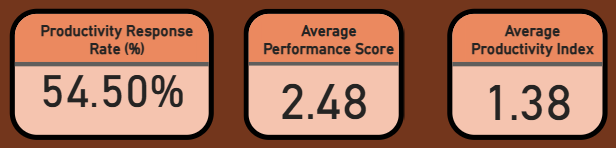 Productivity Response
Rate (%)
54.50%
Average
Performance Score
2.48
Average
Productivity Index
1.38